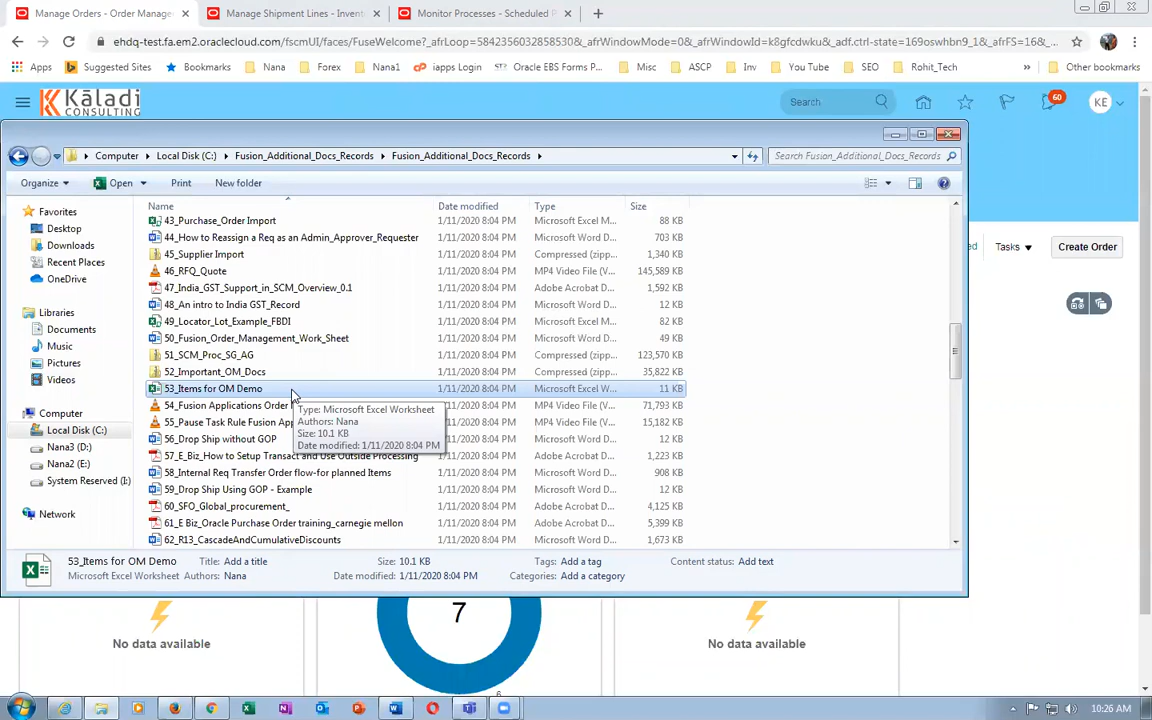 Manage Orders - Order Manage × Manage Shipment Lines - Invent × Monitor Processes - Scheduled P × +
ehdq-test.fa.em2.oraclecloud.com/fscmUI/faces/FuseWelcome?_afrLoop=5842356032858530&_afrWindowMode=0&_afrWindowId=k8gfcdwku&_adf.ctrl-state=169oswhbn9_1&_afrFS=16&_...
Apps Suggested Sites Bookmarks Nana Forex Nana1 iapps Login Oracle EBS Forms P... Misc ASCP Inv You Tube SEO Rohit_Tech » Other bookmarks
Kaladi
CONSULTING
Search
60
KE
Computer Local Disk (C:) Fusion_Additional_Docs_Records Fusion_Additional_Docs_Records
Search Fusion_Additional_Docs_Records
Organize Open Print New folder
Favorites
Desktop
Downloads
Recent Places
OneDrive
Libraries
Documents
Music
Pictures
Videos
Computer
Local Disk (C:)
Nana3 (D:)
Nana2 (E:)
System Reserved (I:)
Network
Name Date modified Type Size
43_Purchase_Order Import 1/11/2020 8:04 PM Microsoft Excel M... 88 KB
44_How to Reassign a Req as an Admin_Approver_Requester 1/11/2020 8:04 PM Microsoft Word D... 703 KB
45_Supplier Import 1/11/2020 8:04 PM Compressed (zipp... 1,340 KB
46_RFQ_Quote 1/11/2020 8:04 PM MP4 Video File (V... 145,589 KB
47_India_GST_Support_in_SCM_Overview_0.1 1/11/2020 8:04 PM Adobe Acrobat D... 1,592 KB
48_An intro to India GST_Record 1/11/2020 8:04 PM Microsoft Word D... 12 KB
49_Locator_Lot_Example_FBDI 1/11/2020 8:04 PM Microsoft Excel M... 82 KB
50_Fusion_Order_Management_Work_Sheet 1/11/2020 8:04 PM Microsoft Word D... 49 KB
51_SCM_Proc_SG_AG 1/11/2020 8:04 PM Compressed (zipp... 123,570 KB
52_Important_OM_Docs 1/11/2020 8:04 PM Compressed (zipp... 35,822 KB
53_Items for OM Demo 1/11/2020 8:04 PM Microsoft Excel W... 11 KB
54_Fusion Applications Order 1/11/2020 8:04 PM MP4 Video File (V... 71,793 KB
55_Pause Task Rule Fusion App 1/11/2020 8:04 PM MP4 Video File (V... 15,182 KB
56_Drop Ship without GOP 1/11/2020 8:04 PM Microsoft Word D... 12 KB
57_E_Biz_How to Setup Transact and Use Outside Processing 1/11/2020 8:04 PM Adobe Acrobat D... 1,223 KB
58_Internal Req Transfer Order flow-for planned Items 1/11/2020 8:04 PM Microsoft Word D... 908 KB
59_Drop Ship Using GOP - Example 1/11/2020 8:04 PM Microsoft Word D... 12 KB
60_SFO_Global_procurement_ 1/11/2020 8:04 PM Adobe Acrobat D... 4,125 KB
61_E Biz_Oracle Purchase Order training_carnegie mellon 1/11/2020 8:04 PM Adobe Acrobat D... 5,399 KB
62_R13_CascadeAndCumulativeDiscounts 1/11/2020 8:04 PM Microsoft Word D... 1,673 KB
Type: Microsoft Excel Worksheet
Authors: Nana
Size: 10.1 KB
Date modified: 1/11/2020 8:04 PM
53_Items for OM Demo Title: Add a title Size: 10.1 KB Tags: Add a tag Content status: Add text
Microsoft Excel Worksheet Authors: Nana Date modified: 1/11/2020 8:04 PM Categories: Add a category
Tasks Create Order
No data available 7 No data available
6
10:26 AM